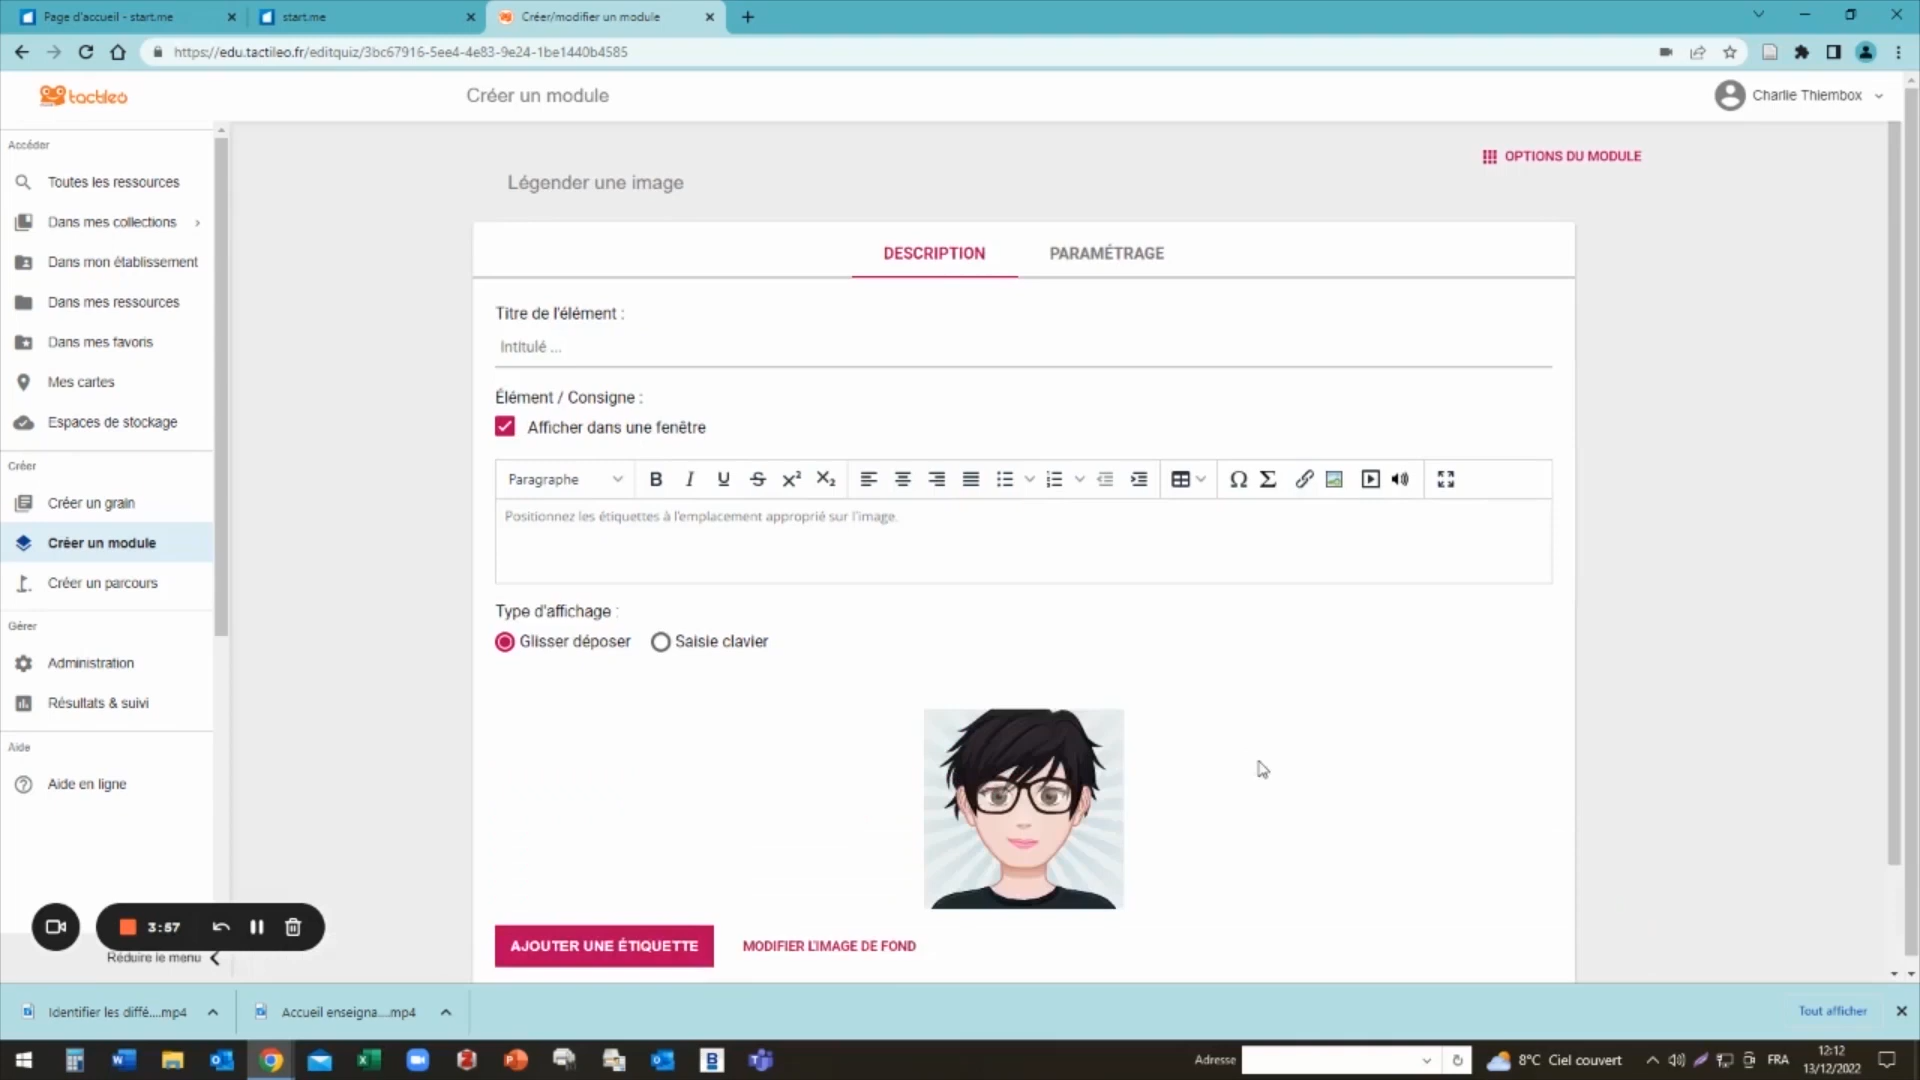 Page d'accueil - start.me
start.me
Créer/modifier un module
https://edu.tactileo.fr/editquiz/3bc67916-5ee4-4e83-9e24-1be1440b4585
tactileo
Créer un module
Charlie Thiembox
Accéder
Toutes les ressources
Dans mes collections
Dans mon établissement
Dans mes ressources
Dans mes favoris
Mes cartes
Espaces de stockage
Créer
Créer un grain
Créer un module
Créer un parcours
Gérer
Administration
Résultats & suivi
Aide
Aide en ligne
3:57
Réduire le menu
OPTIONS DU MODULE
Légender une image
DESCRIPTION
PARAMÉTRAGE
Titre de l'élément :
Intitulé ...
Élément / Consigne :
Afficher dans une fenêtre
Paragraphe
Positionnez les étiquettes à l'emplacement approprié sur l'image.
Type d'affichage :
Glisser déposer
Saisie clavier
AJOUTER UNE ÉTIQUETTE
MODIFIER L'IMAGE DE FOND
Identifier les diffé....mp4
Accueil enseigna....mp4
Tout afficher
Adresse
8°C Ciel couvert
FRA
12:12
13/12/2022